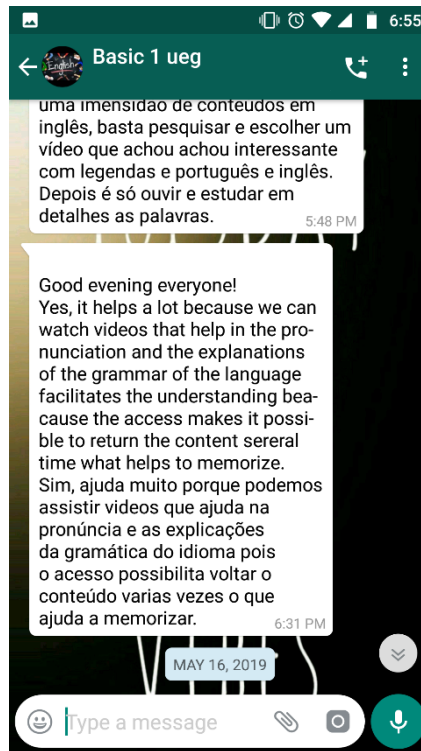 6:55
English
Basic 1 ueg
uma imensidão de conteúdos em
inglês, basta pesquisar e escolher um
vídeo que achou achou interessante
com legendas e português e inglês.
Depois é só ouvir e estudar em
detalhes as palavras.
5:48 PM
Good evening everyone!
Yes, it helps a lot because we can
watch videos that help in the pro-
nunciation and the explanations
of the grammar of the language
facilitates the understanding bea-
cause the access makes it possi-
ble to return the content sereral
time what helps to memorize.
Sim, ajuda muito porque podemos
assistir videos que ajuda na
pronúncia e as explicações
da gramática do idioma pois
o acesso possibilita voltar o
conteúdo varias vezes o que
ajuda a memorizar.
6:31 PM
MAY 16, 2019
Type a message